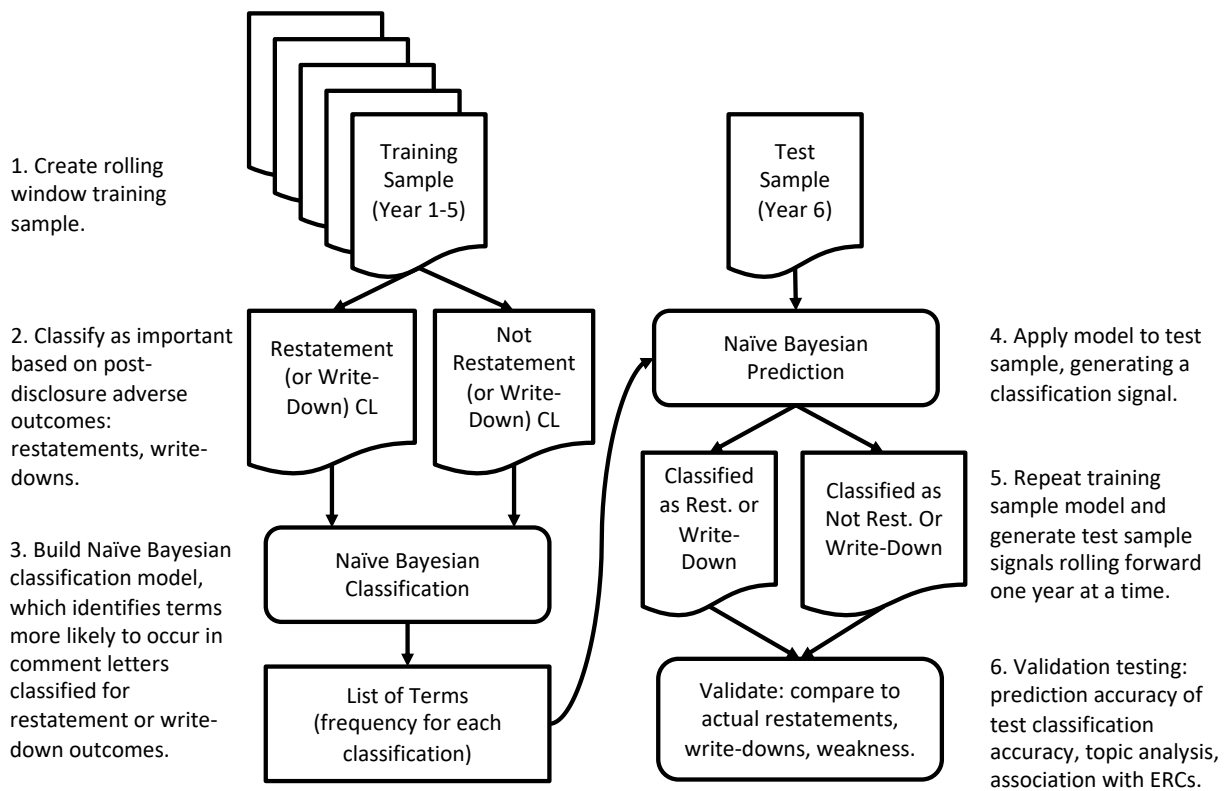 1. Create rolling
window training
sample.
Training
Sample
(Year 1-5)
Test
Sample
(Year 6)
2. Classify as important
based on post-
disclosure adverse
outcomes:
restatements, write-
downs.
Restatement
(or Write-
Down) CL
Not
Restatement
(or Write-
Down) CL
3. Build Naïve Bayesian
classification model,
which identifies terms
more likely to occur in
comment letters
classified for
restatement or write-
down outcomes.
Naïve Bayesian
Classification
List of Terms
(frequency for each
classification)
Naïve Bayesian
Prediction
4. Apply model to test
sample, generating a
classification signal.
Classified
as Rest. or
Write-
Down
Classified as
Not Rest. Or
Write-Down
5. Repeat training
sample model and
generate test sample
signals rolling forward
one year at a time.
Validate: compare to
actual restatements,
write-downs, weakness.
6. Validation testing:
prediction accuracy of
test classification
accuracy, topic analysis,
association with ERCs.